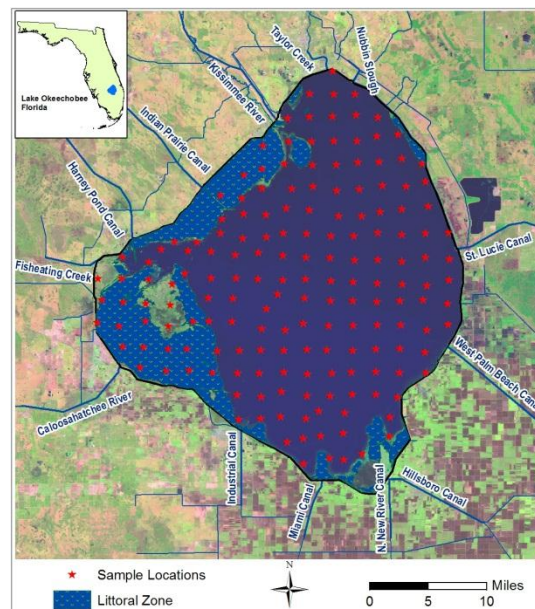 Lake Okeechobee
Florida
Taylor Creek
Nubbin Slough
Kissimmee River
Indian Prairie Canal
Harney Pond Canal
Fisheating Creek
St. Lucie Canal
West Palm Beach Canal
Caloosahatchee River
Industrial Canal
Miami Canal
N. New River Canal
Hillsboro Canal
Sample Locations
Littoral Zone
N
Miles
0 5 10